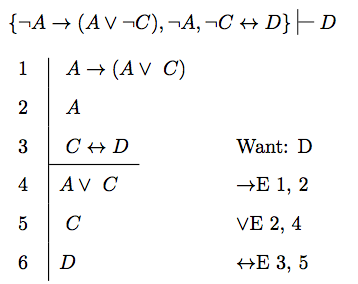 {¬A → (A ∨ ¬C), ¬A, ¬C ↔ D} ⊢ D
1 A → (A ∨ C)
2 A
3 C ↔ D Want: D
4 A ∨ C →E 1, 2
5 C ∨E 2, 4
6 D ↔E 3, 5